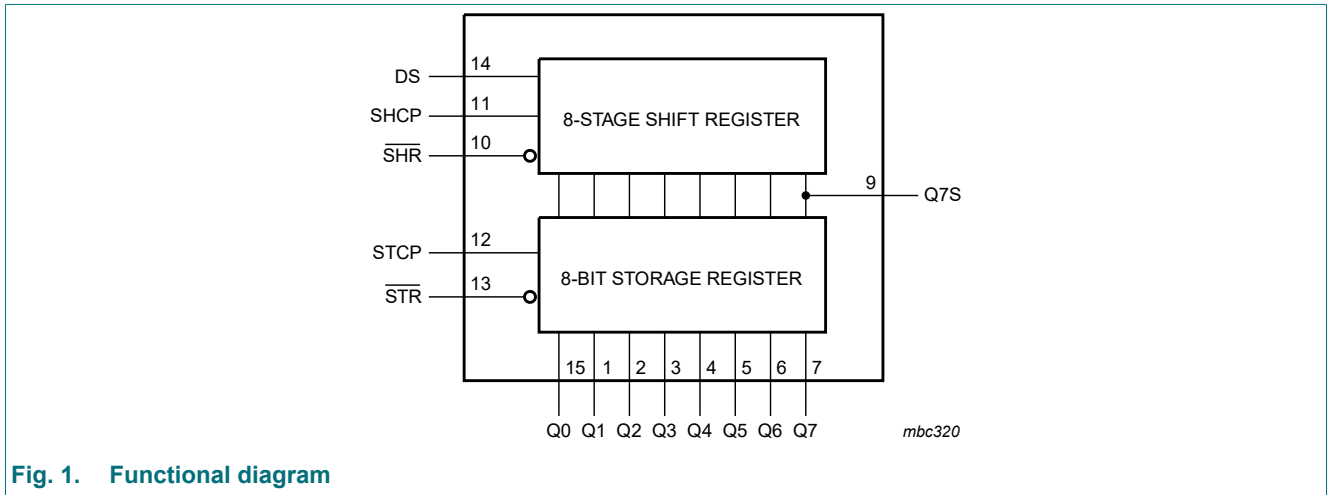 DS
14
SHCP
11
8-STAGE SHIFT REGISTER
SHR
10
9
Q7S
STCP
12
8-BIT STORAGE REGISTER
STR
13
15 1 2 3 4 5 6 7
Q0 Q1 Q2 Q3 Q4 Q5 Q6 Q7
mbc320
Fig. 1. Functional diagram